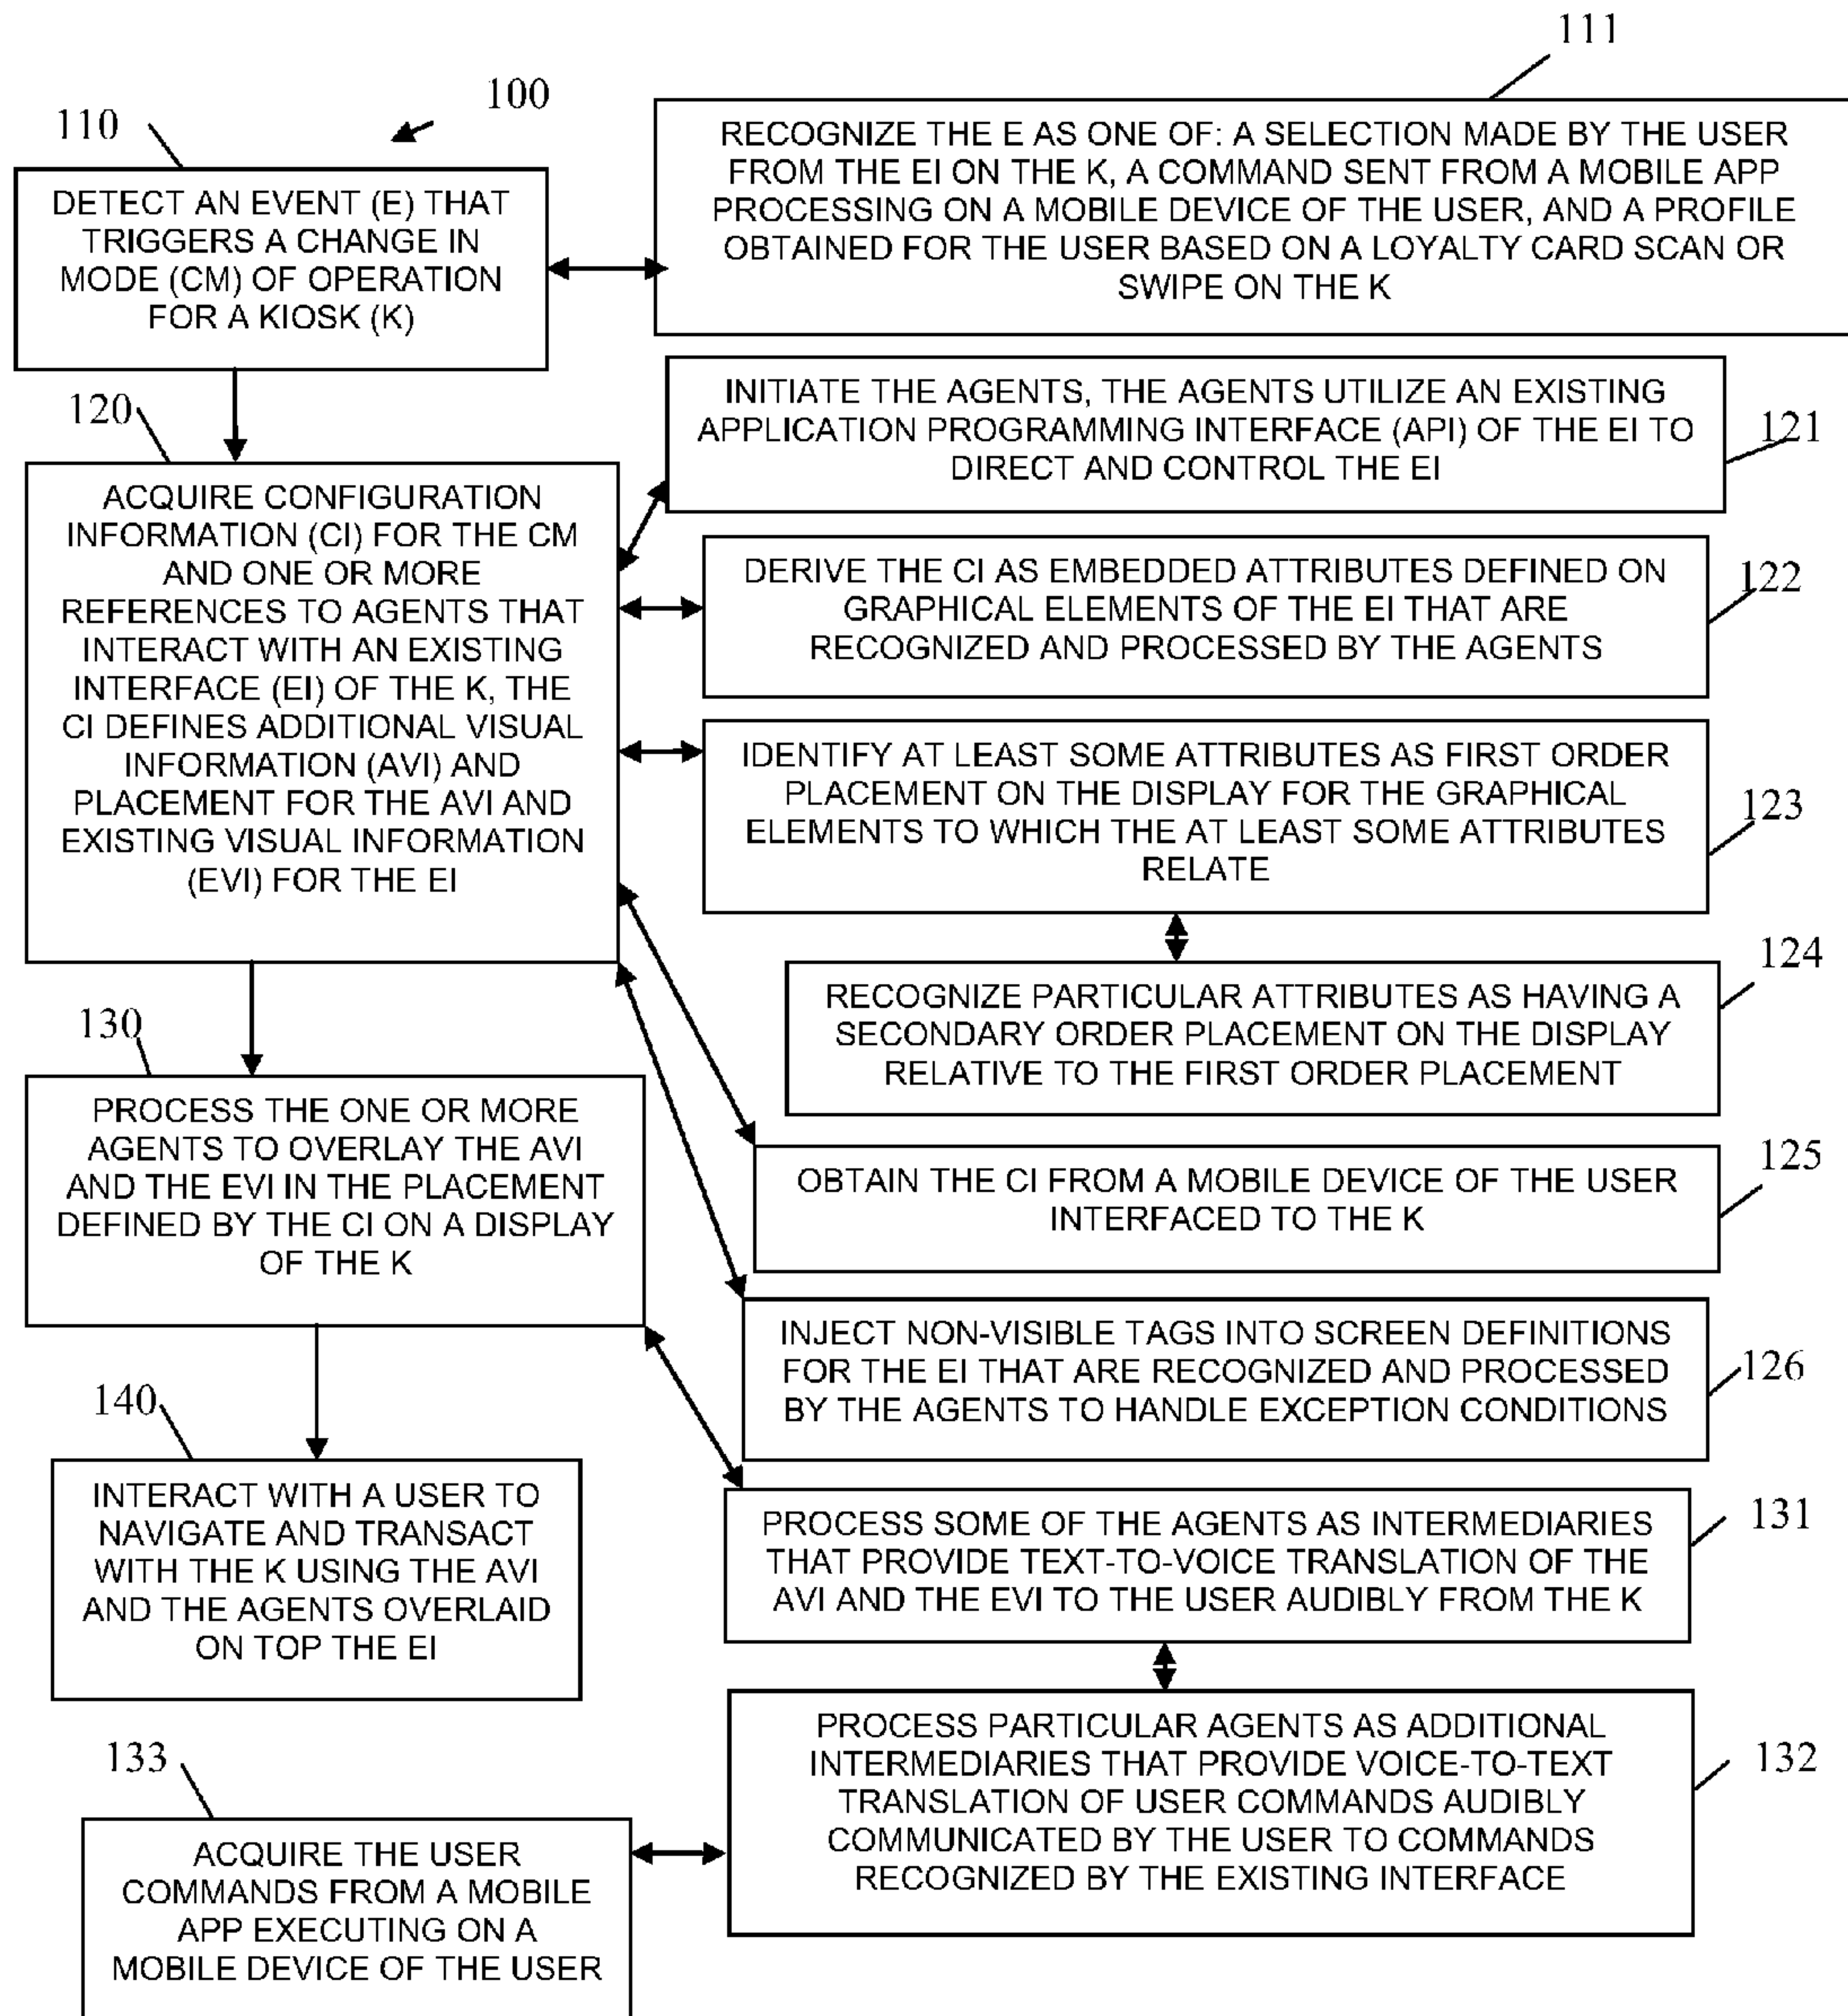 111
100
110
RECOGNIZE THE E AS ONE OF: A SELECTION MADE BY THE USER
FROM THE EI ON THE K, A COMMAND SENT FROM A MOBILE APP
PROCESSING ON A MOBILE DEVICE OF THE USER, AND A PROFILE
OBTAINED FOR THE USER BASED ON A LOYALTY CARD SCAN OR
SWIPE ON THE K
DETECT AN EVENT (E) THAT
TRIGGERS A CHANGE IN
MODE (CM) OF OPERATION
FOR A KIOSK (K)
120
INITIATE THE AGENTS, THE AGENTS UTILIZE AN EXISTING
APPLICATION PROGRAMMING INTERFACE (API) OF THE EI TO
DIRECT AND CONTROL THE EI
121
ACQUIRE CONFIGURATION
INFORMATION (CI) FOR THE CM
AND ONE OR MORE
REFERENCES TO AGENTS THAT
INTERACT WITH AN EXISTING
INTERFACE (EI) OF THE K, THE
CI DEFINES ADDITIONAL VISUAL
INFORMATION (AVI) AND
PLACEMENT FOR THE AVI AND
EXISTING VISUAL INFORMATION
(EVI) FOR THE EI
DERIVE THE CI AS EMBEDDED ATTRIBUTES DEFINED ON
GRAPHICAL ELEMENTS OF THE EI THAT ARE
RECOGNIZED AND PROCESSED BY THE AGENTS
122
IDENTIFY AT LEAST SOME ATTRIBUTES AS FIRST ORDER
PLACEMENT ON THE DISPLAY FOR THE GRAPHICAL
ELEMENTS TO WHICH THE AT LEAST SOME ATTRIBUTES
RELATE
123
124
RECOGNIZE PARTICULAR ATTRIBUTES AS HAVING A
SECONDARY ORDER PLACEMENT ON THE DISPLAY
RELATIVE TO THE FIRST ORDER PLACEMENT
130
PROCESS THE ONE OR MORE
AGENTS TO OVERLAY THE AVI
AND THE EVI IN THE PLACEMENT
DEFINED BY THE CI ON A DISPLAY
OF THE K
125
OBTAIN THE CI FROM A MOBILE DEVICE OF THE USER
INTERFACED TO THE K
INJECT NON-VISIBLE TAGS INTO SCREEN DEFINITIONS
FOR THE EI THAT ARE RECOGNIZED AND PROCESSED
BY THE AGENTS TO HANDLE EXCEPTION CONDITIONS
126
140
INTERACT WITH A USER TO
NAVIGATE AND TRANSACT
WITH THE K USING THE AVI
AND THE AGENTS OVERLAID
ON TOP THE EI
131
PROCESS SOME OF THE AGENTS AS INTERMEDIARIES
THAT PROVIDE TEXT-TO-VOICE TRANSLATION OF THE
AVI AND THE EVI TO THE USER AUDIBLY FROM THE K
132
PROCESS PARTICULAR AGENTS AS ADDITIONAL
INTERMEDIARIES THAT PROVIDE VOICE-TO-TEXT
TRANSLATION OF USER COMMANDS AUDIBLY
COMMUNICATED BY THE USER TO COMMANDS
RECOGNIZED BY THE EXISTING INTERFACE
133
ACQUIRE THE USER
COMMANDS FROM A MOBILE
APP EXECUTING ON A
MOBILE DEVICE OF THE USER